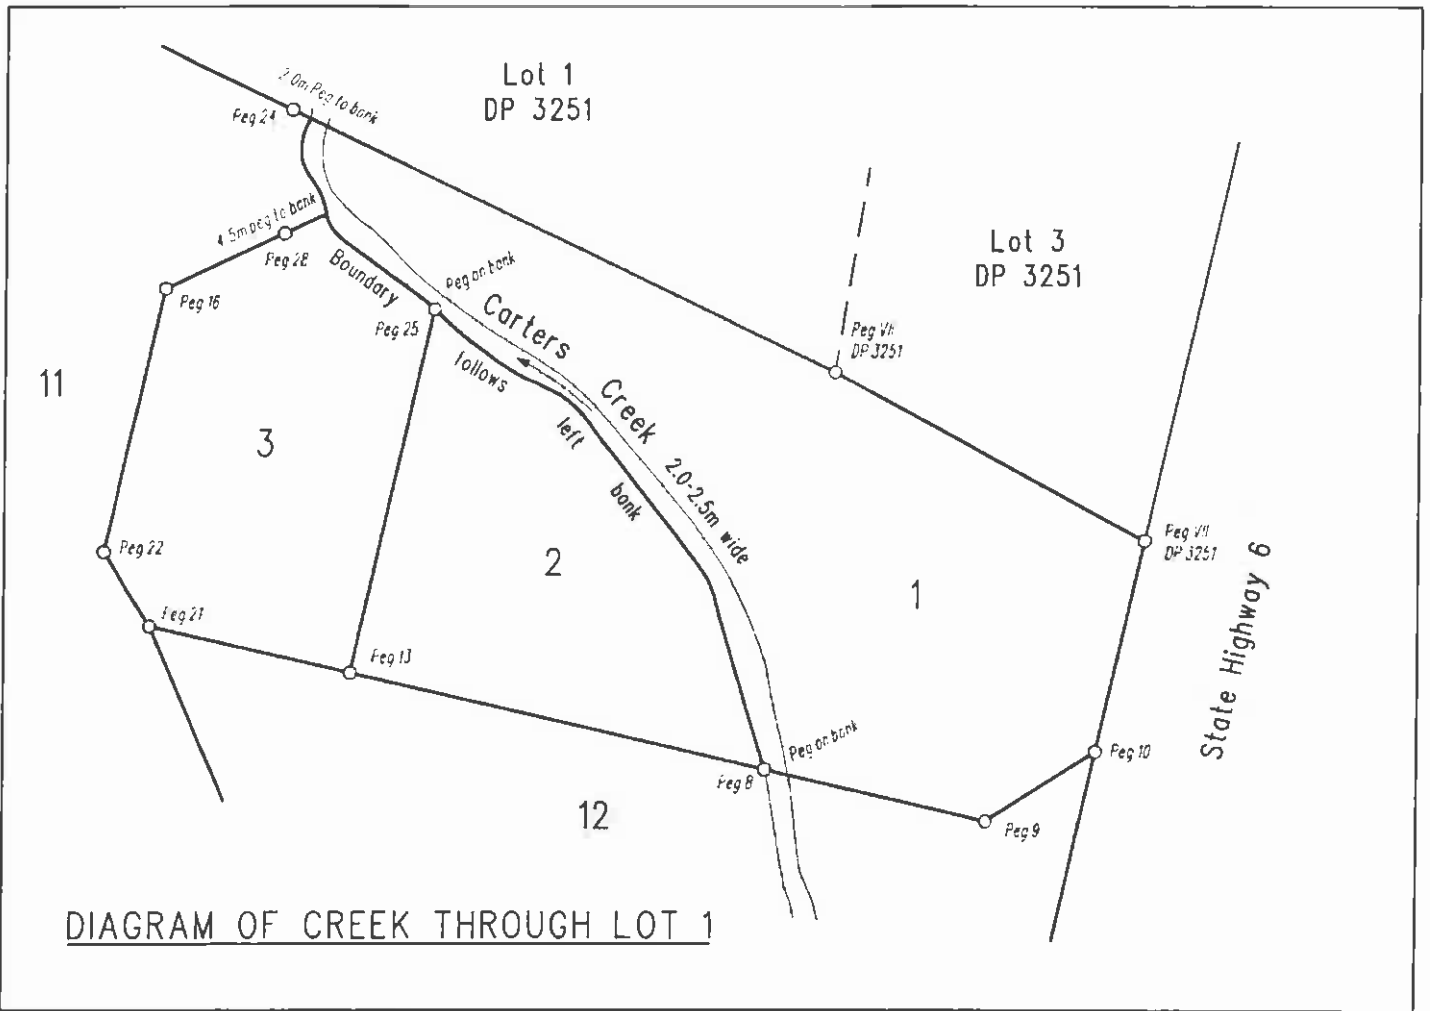 Lot 1
DP 3251
2.0m Peg to bank
Peg 24
4.5m peg to bank
Peg 28
Peg 16
Boundary
Peg on bank
Peg 25
Lot 3
DP 3251
Carters
Creek
2.0-2.5m wide
follows
left
bank
Peg VII
DP 3251
11
3
2
1
Peg 22
Peg 21
Peg 13
DP 3251
State Highway 6
Peg on bank
Peg 8
Peg 10
Peg 9
12
DIAGRAM OF CREEK THROUGH LOT 1